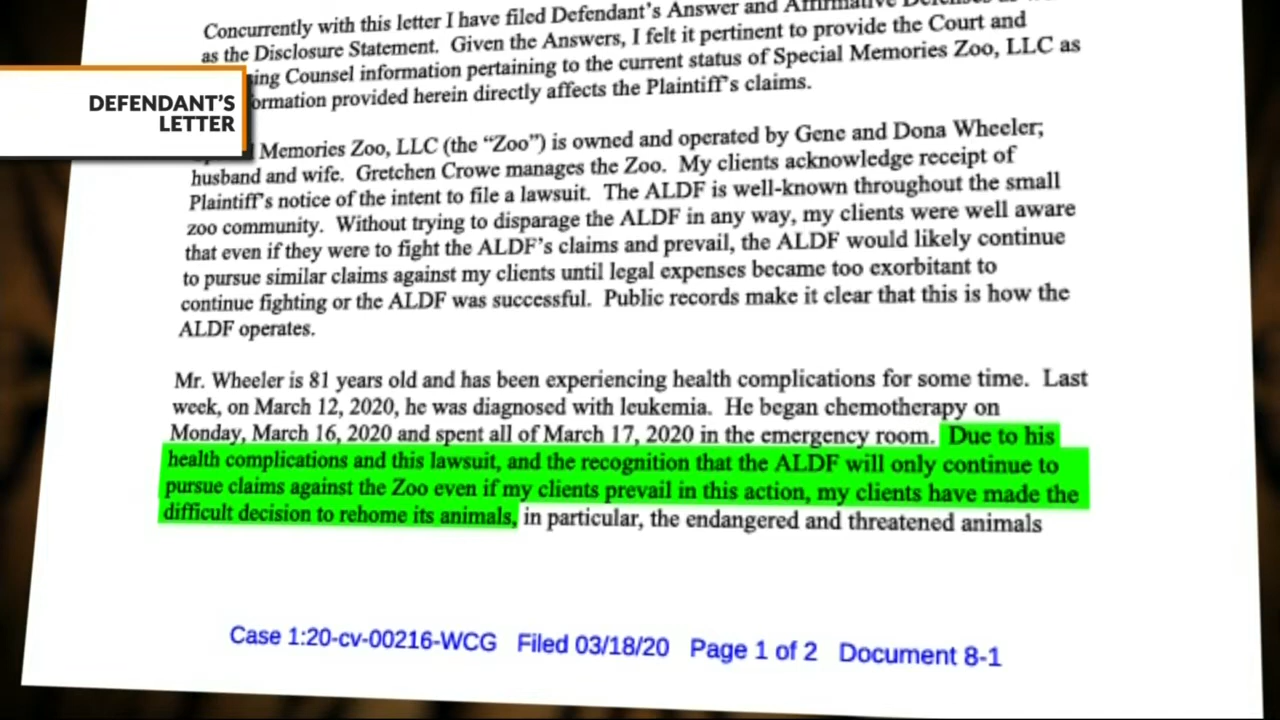 Concurrently with this letter I have filed Defendant's Answer and Affirmative
as the Disclosure Statement. Given the Answers, I felt it pertinent to provide the Court and
ing Counsel information pertaining to the current status of Special Memories Zoo, LLC as
ormation provided herein directly affects the Plaintiff's claims.
DEFENDANT'S
LETTER
Memories Zoo, LLC (the “Zoo”) is owned and operated by Gene and Dona Wheeler;
husband and wife. Gretchen Crowe manages the Zoo. My clients acknowledge receipt of
Plaintiff's notice of the intent to file a lawsuit. The ALDF is well-known throughout the small
zoo community. Without trying to disparage the ALDF in any way, my clients were well aware
that even if they were to fight the ALDF's claims and prevail, the ALDF would likely continue
to pursue similar claims against my clients until legal expenses became too exorbitant to
continue fighting or the ALDF was successful. Public records make it clear that this is how the
ALDF operates.
Mr. Wheeler is 81 years old and has been experiencing health complications for some time. Last
week, on March 12, 2020, he was diagnosed with leukemia. He began chemotherapy on
Monday, March 16, 2020 and spent all of March 17, 2020 in the emergency room. Due to his
health complications and this lawsuit, and the recognition that the ALDF will only continue to
pursue claims against the Zoo even if my clients prevail in this action, my clients have made the
difficult decision to rehome its animals, in particular, the endangered and threatened animals
Case 1:20-cv-00216-WCG Filed 03/18/20 Page 1 of 2 Document 8-1